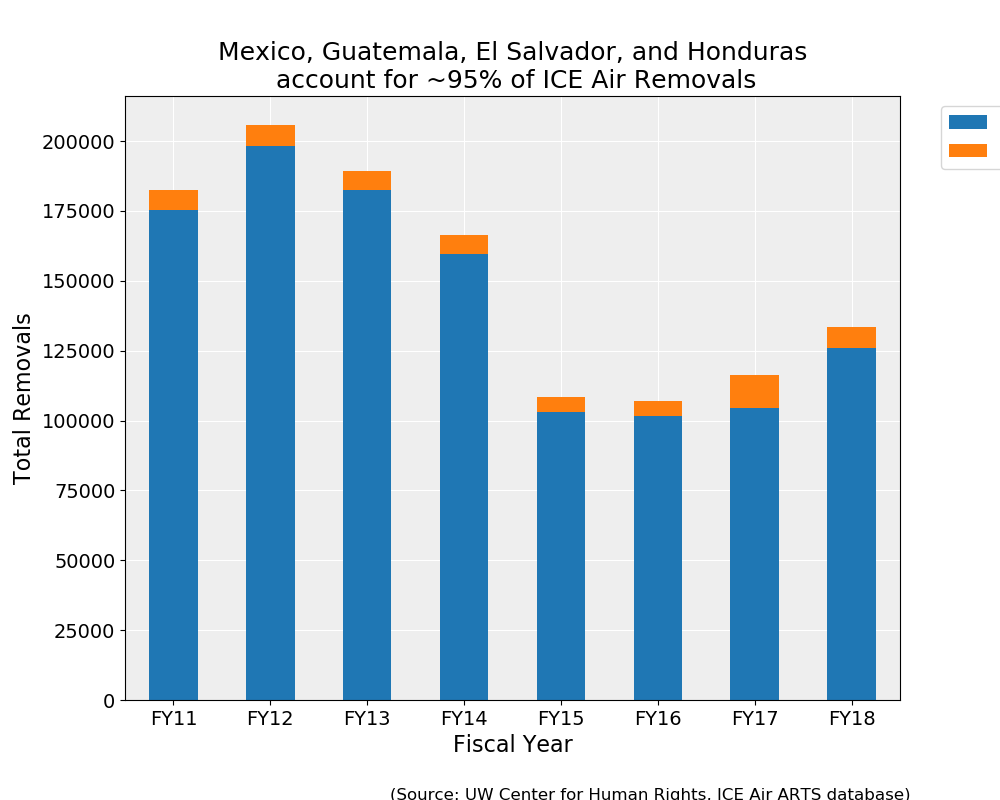 Mexico, Guatemala, El Salvador, and Honduras
account for ~95% of ICE Air Removals
200000
175000
150000
125000
100000
75000
50000
25000
0
Total Removals
FY11 FY12 FY13 FY14 FY15 FY16 FY17 FY18
Fiscal Year
(Source: UW Center for Human Rights, ICE Air ARTS database)